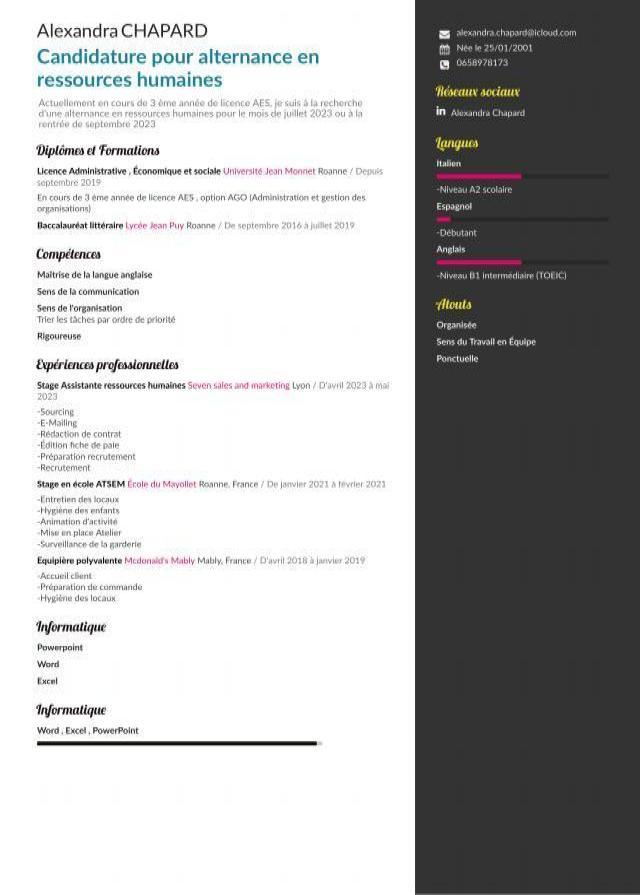 Alexandra CHAPARD
Candidature pour alternance en
ressources humaines
Actuellement en cours de 3 ème année de licence AES, je suis à la recherche
d'une alternance en ressources humaines pour le mois de juillet 2023 ou à la
rentrée de septembre 2023
Diplômes et Formations
Licence Administrative , Économique et sociale Université Jean Monnet Roanne / Depuis
septembre 2019
En cours de 3 ème année de licence AES , option AGO (Administration et gestion des
organisations)
Baccalauréat littéraire Lycée Jean Puy Roanne / De septembre 2016 à juillet 2019
Compétences
Maîtrise de la langue anglaise
Sens de la communication
Sens de l'organisation
Trier les tâches par ordre de priorité
Rigoureuse
Expériences professionnelles
Stage Assistante ressources humaines Seven sales and marketing Lyon / D'avril 2023 à mai
2023
-Sourcing
-E-Mailing
-Rédaction de contrat
-Édition fiche de paie
-Préparation recrutement
-Recrutement
Stage en école ATSEM École du Mayollet Roanne, France / De janvier 2021 à février 2021
-Entretien des locaux
-Hygiène des enfants
-Animation d'activité
-Mise en place Atelier
-Surveillance de la garderie
Equipière polyvalente Mcdonald's Mably Mably, France / D'avril 2018 à janvier 2019
-Accueil client
-Préparation de commande
-Hygiène des locaux
Informatique
Powerpoint
Word
Excel
Informatique
Word , Excel , PowerPoint
alexandra.chapard@icloud.com
Née le 25/01/2001
0658978173
Réseaux sociaux
in Alexandra Chapard
Langues
Italien
-Niveau A2 scolaire
Espagnol
-Débutant
Anglais
-Niveau B1 intermédiaire (TOEIC)
Atouts
Organisée
Sens du Travail en Équipe
Ponctuelle